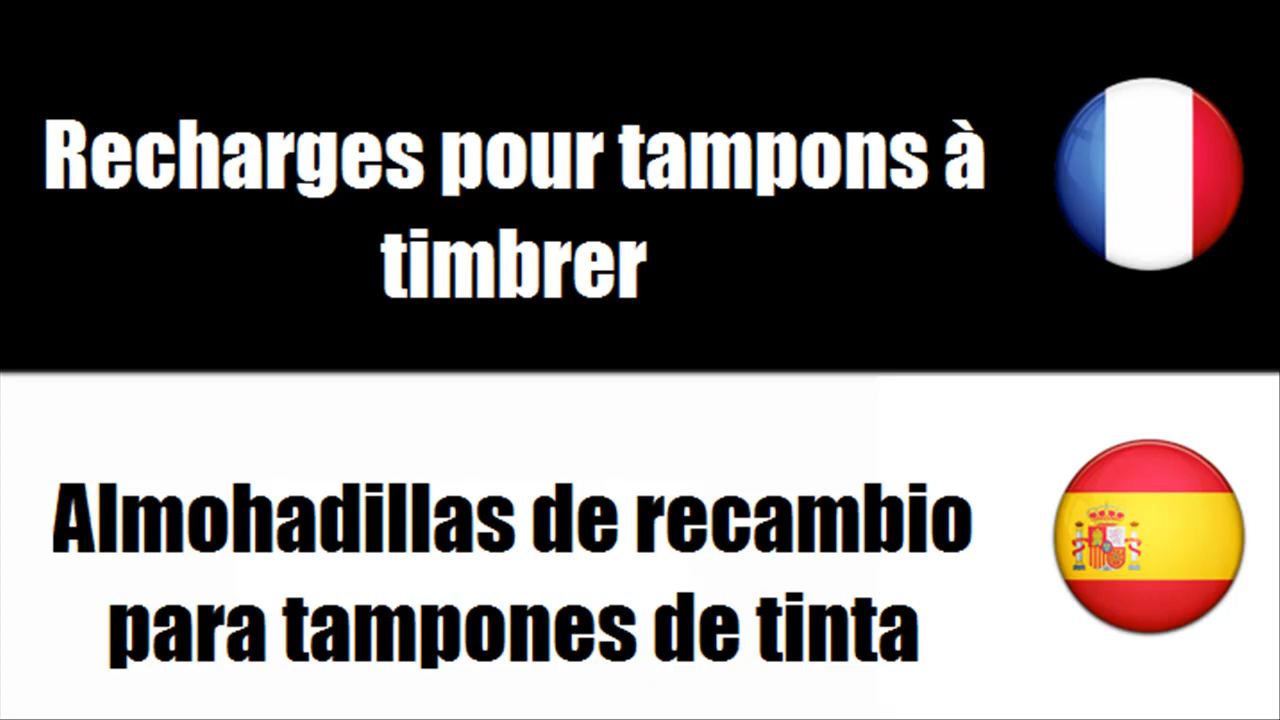 Recharges pour tampons à
timbrer
Almohadillas de recambio
para tampones de tinta